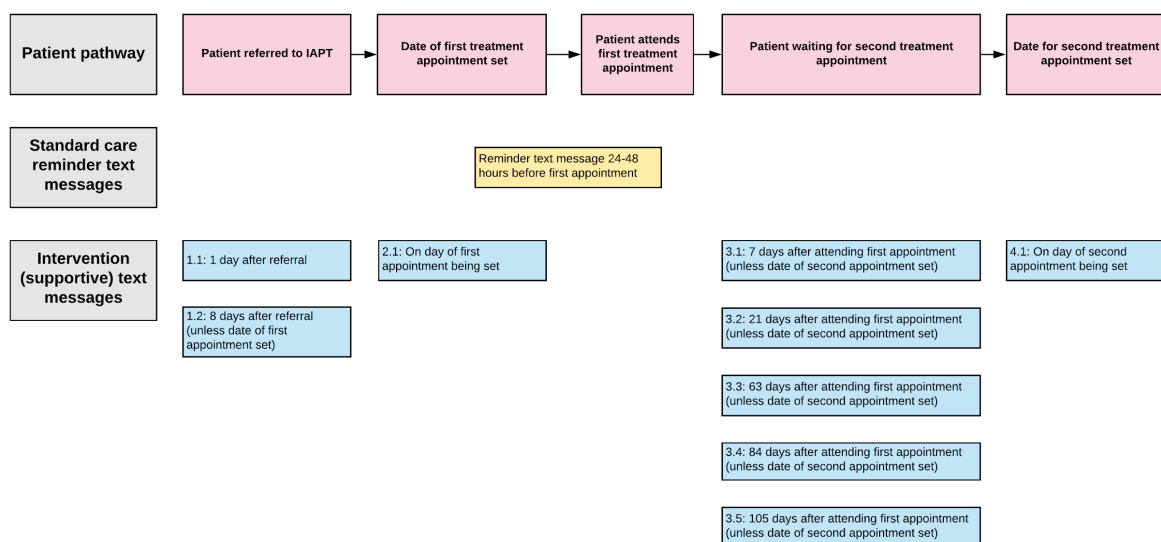 Patient pathway
Patient referred to IAPT
Date of first treatment
appointment set
Patient attends
first treatment
appointment
Patient waiting for second treatment
appointment
Date for second treatment
appointment set
Standard care
reminder text
messages
Reminder text message 24-48
hours before first appointment
Intervention
(supportive) text
messages
1.1: 1 day after referral
1.2: 8 days after referral
(unless date of first
appointment set)
2.1: On day of first
appointment being set
3.1: 7 days after attending first appointment
(unless date of second appointment set)
3.2: 21 days after attending first appointment
(unless date of second appointment set)
3.3: 63 days after attending first appointment
(unless date of second appointment set)
3.4: 84 days after attending first appointment
(unless date of second appointment set)
3.5: 105 days after attending first appointment
(unless date of second appointment set)
4.1: On day of second
appointment being set